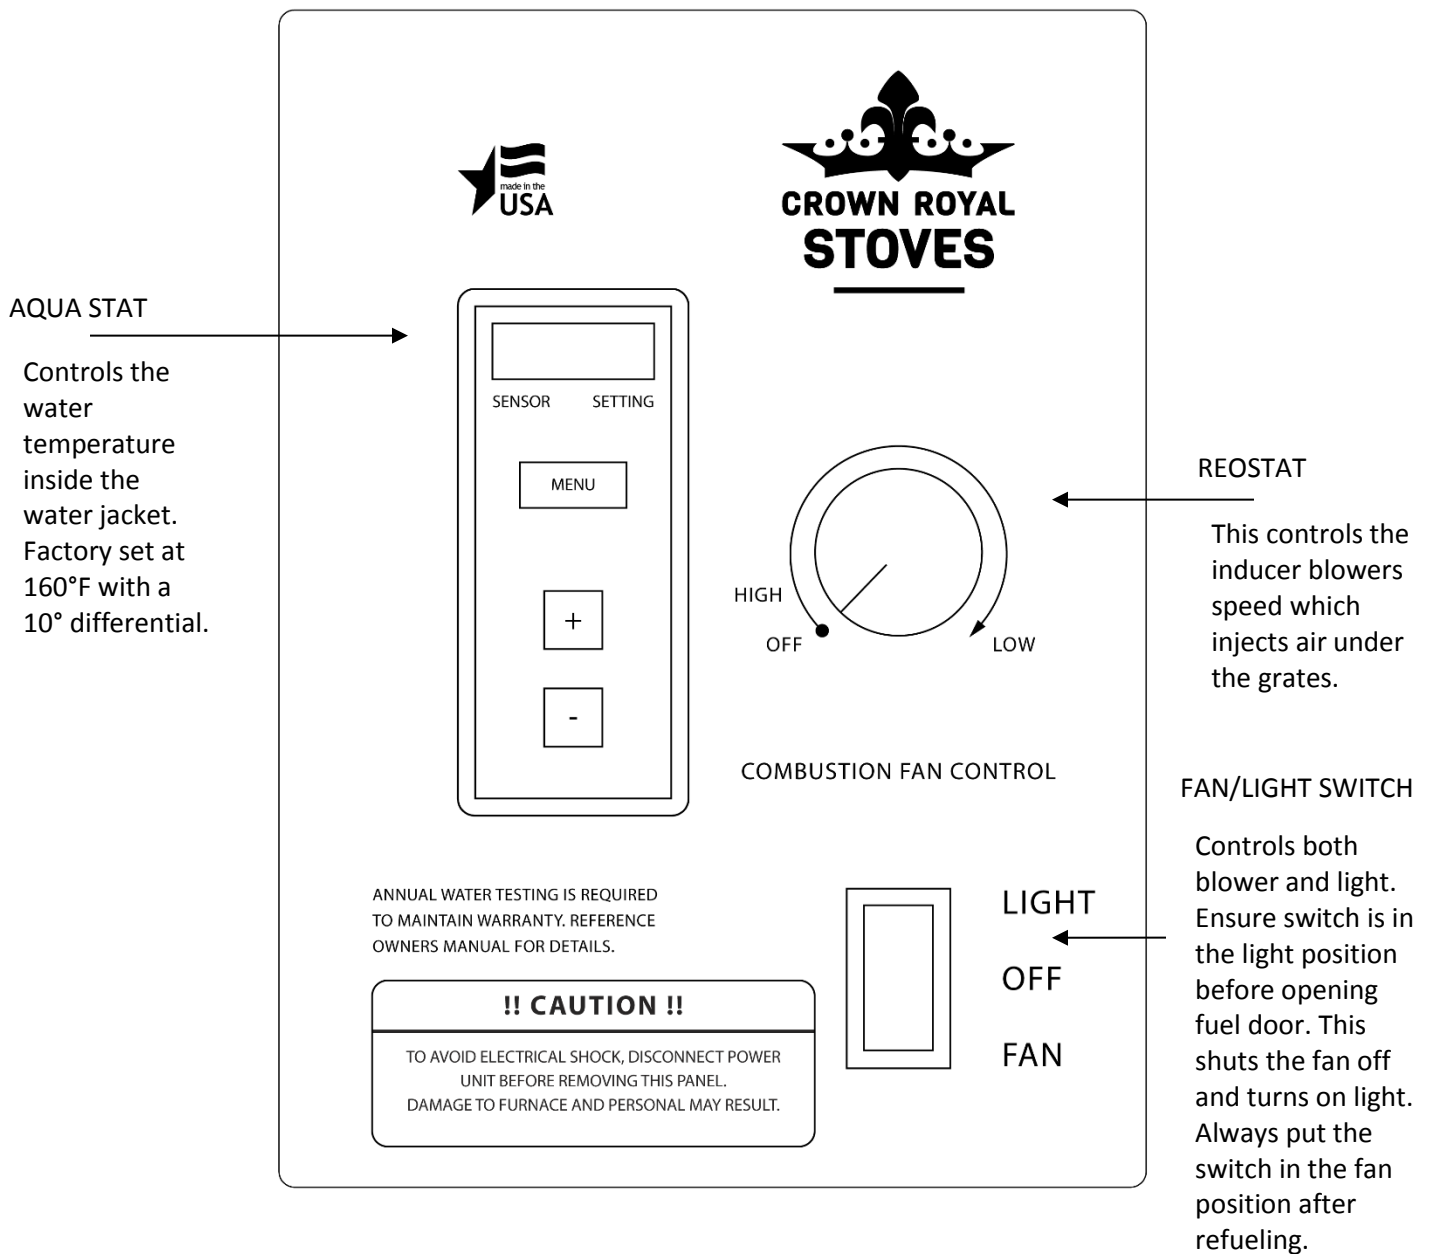 made in the
USA
CROWN ROYAL
STOVES
AQUA STAT
Controls the
water
temperature
inside the
water jacket.
Factory set at
160°F with a
10° differential.
SENSOR SETTING
MENU
+
-
HIGH
OFF
LOW
COMBUSTION FAN CONTROL
REOSTAT
This controls the
inducer blowers
speed which
injects air under
the grates.
FAN/LIGHT SWITCH
Controls both
blower and light.
Ensure switch is in
the light position
before opening
fuel door. This
shuts the fan off
and turns on light.
Always put the
switch in the fan
position after
refueling.
LIGHT
OFF
FAN
ANNUAL WATER TESTING IS REQUIRED
TO MAINTAIN WARRANTY. REFERENCE
OWNERS MANUAL FOR DETAILS.
!! CAUTION !!
TO AVOID ELECTRICAL SHOCK, DISCONNECT POWER
UNIT BEFORE REMOVING THIS PANEL.
DAMAGE TO FURNACE AND PERSONAL MAY RESULT.